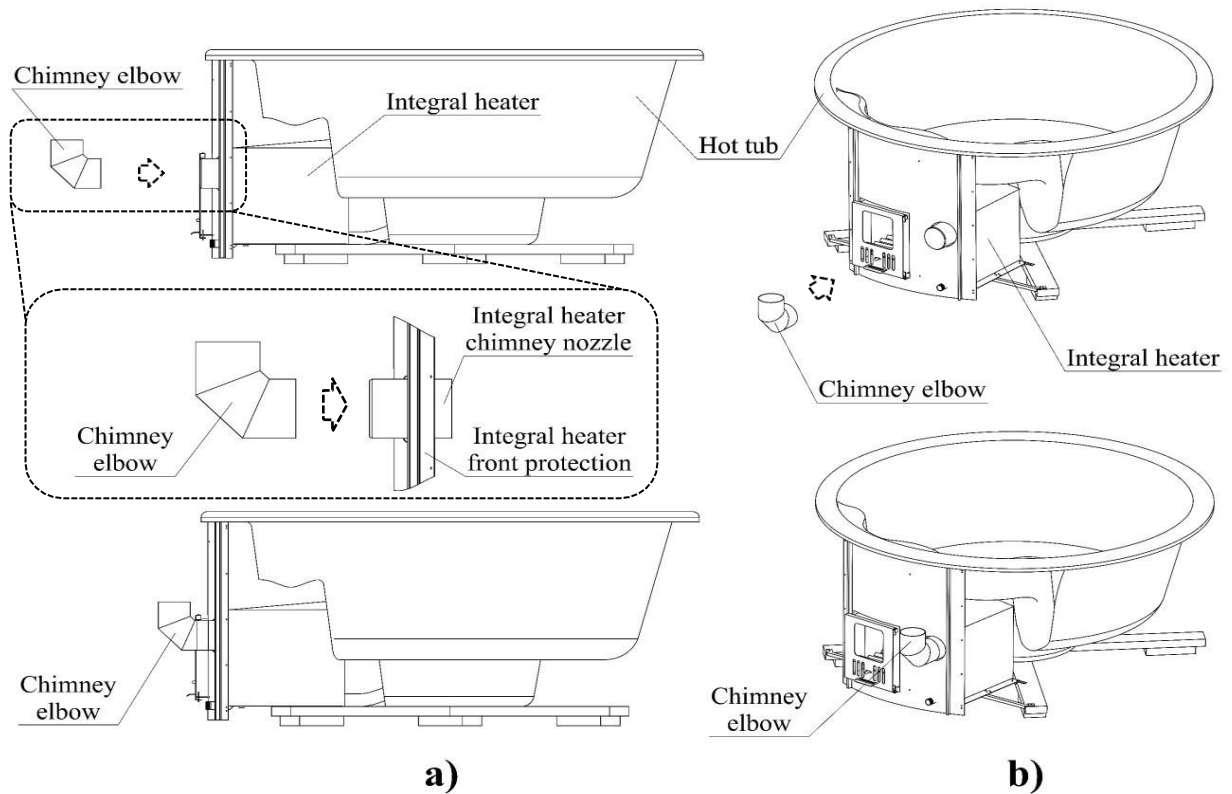 Chimney elbow
Integral heater
Hot tub
Integral heater
chimney nozzle
Chimney
elbow
Integral heater
front protection
Integral heater
Chimney elbow
Chimney
elbow
Chimney
elbow
a)
b)